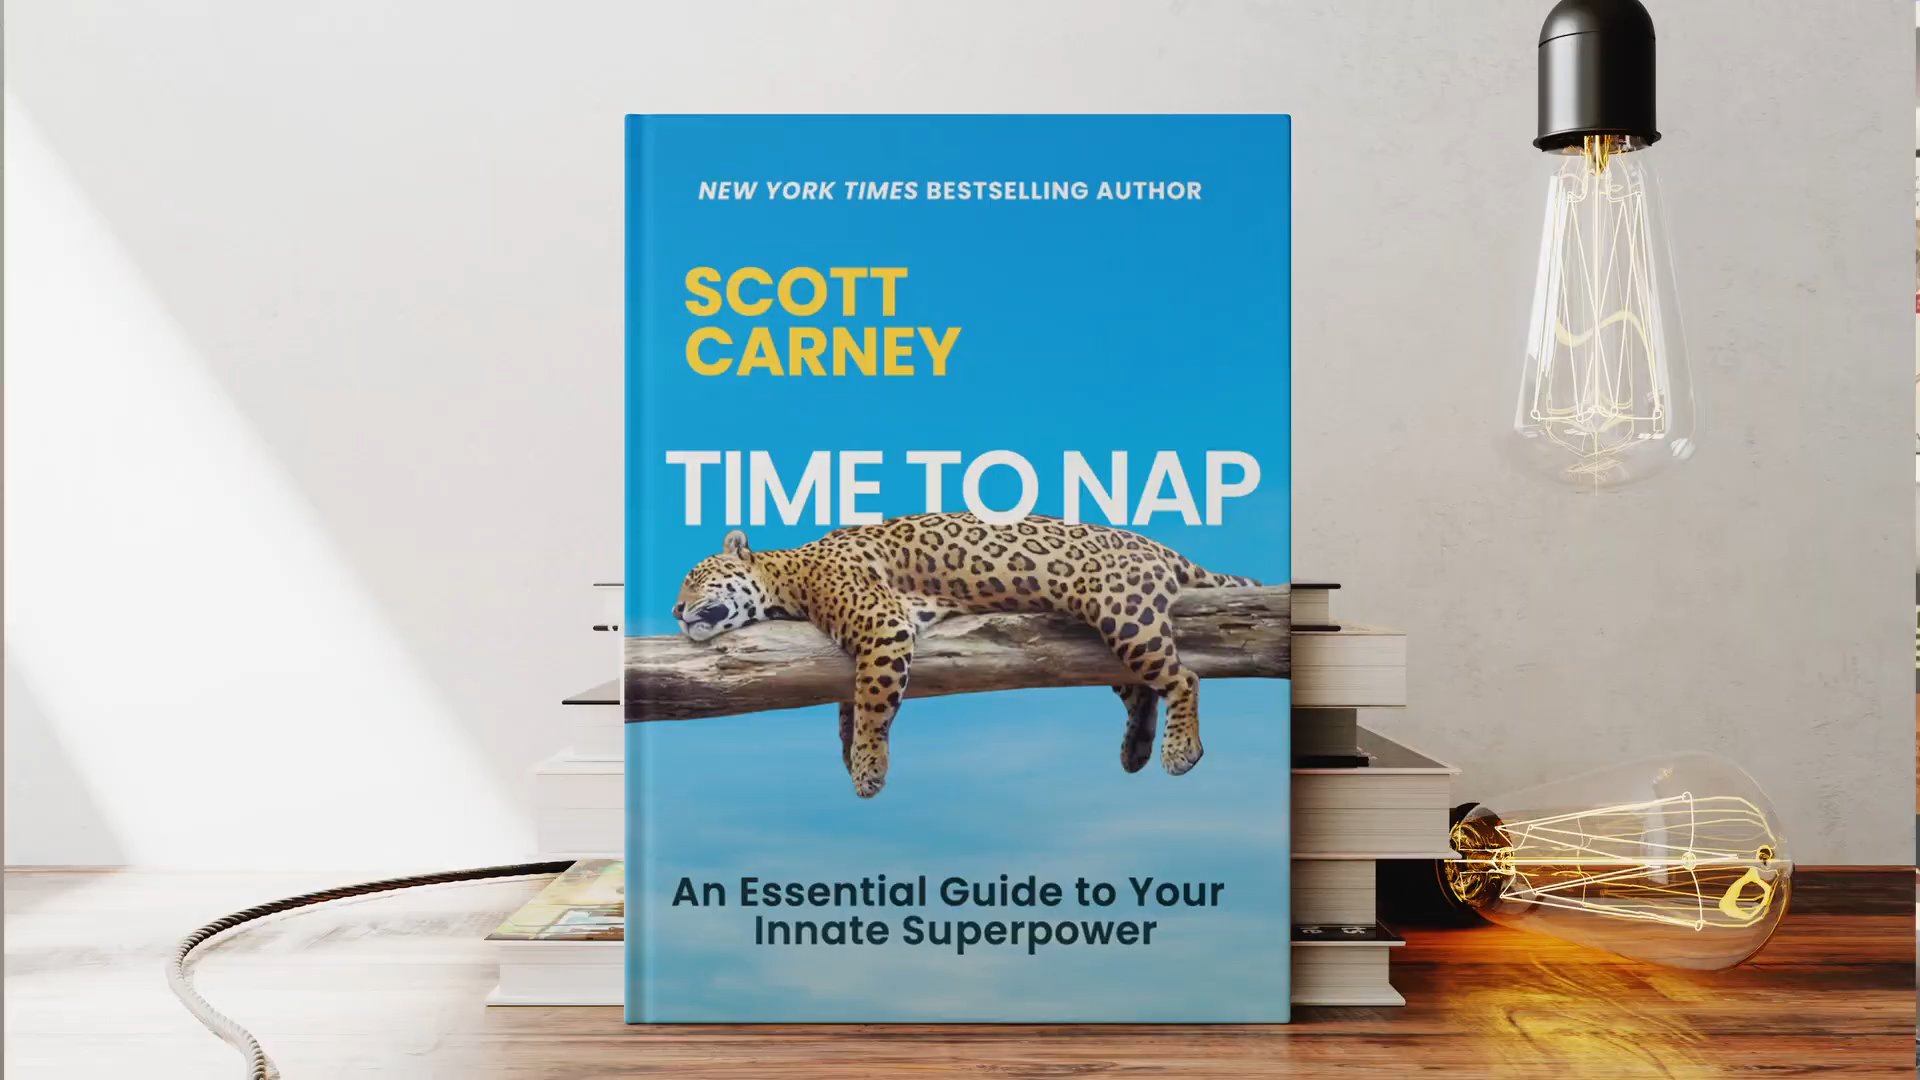 NEW YORK TIMES BESTSELLING AUTHOR
SCOTT
CARNEY
TIME TO NAP
An Essential Guide to Your
Innate Superpower